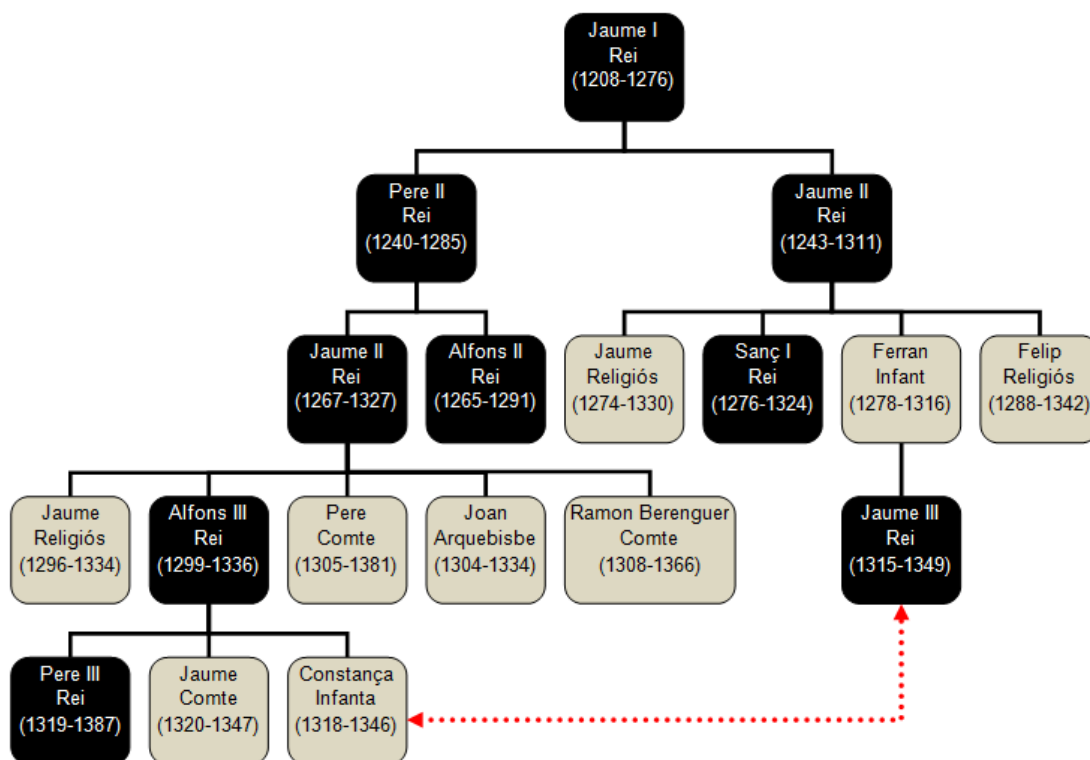 Jaume I
Rei
(1208-1276)
Pere II
Rei
(1240-1285)
Jaume II
Rei
(1243-1311)
Jaume II
Rei
(1267-1327)
Alfons II
Rei
(1265-1291)
Jaume
Religiós
(1274-1330)
Sanç I
Rei
(1276-1324)
Ferran
Infant
(1278-1316)
Felip
Religiós
(1288-1342)
Jaume
Religiós
(1296-1334)
Alfons III
Rei
(1299-1336)
Pere
Comte
(1305-1381)
Joan
Arquebisbe
(1304-1334)
Ramon Berenguer
Comte
(1308-1366)
Jaume III
Rei
(1315-1349)
Pere III
Rei
(1319-1387)
Jaume
Comte
(1320-1347)
Constança
Infanta
(1318-1346)